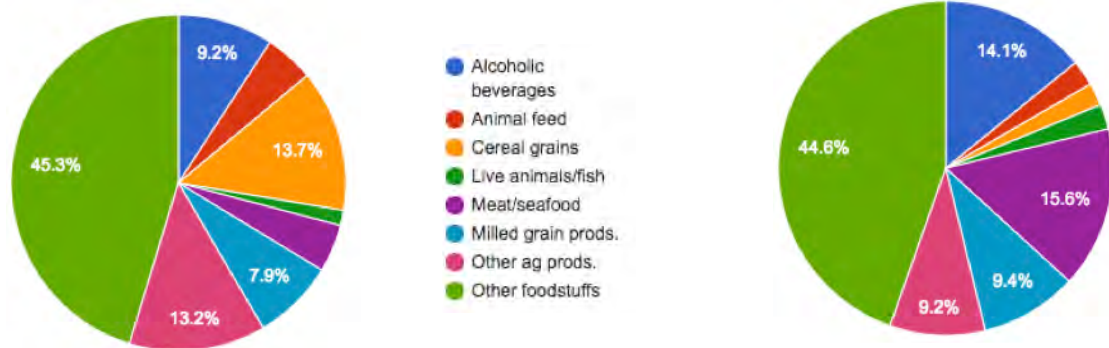 9.2%
13.7%
45.3%
7.9%
13.2%
Alcoholic
beverages
Animal feed
Cereal grains
Live animals/fish
Meat/seafood
Milled grain prods.
Other ag prods.
Other foodstuffs
14.1%
44.6%
15.6%
9.4%
9.2%